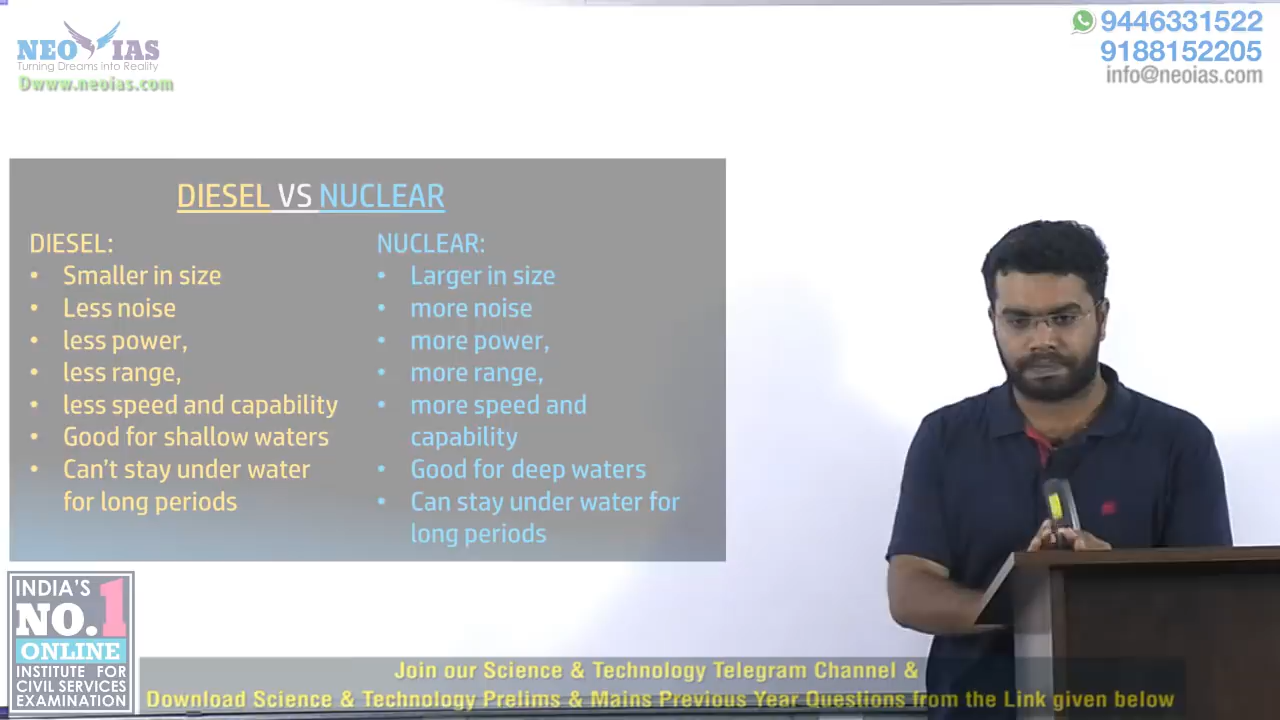 NEO IAS
Turning Dreams into Reality
Dwww.neoias.com
9446331522
9188152205
info@neoias.com
DIESEL VS NUCLEAR
DIESEL:
• Smaller in size
• Less noise
• less power,
• less range,
• less speed and capability
• Good for shallow waters
• Can't stay under water
for long periods
NUCLEAR:
• Larger in size
• more noise
• more power,
• more range,
• more speed and
capability
• Good for deep waters
• Can stay under water for
long periods
INDIA'S
NO.1
ONLINE
INSTITUTE FOR
CIVIL SERVICES
EXAMINATION
Join our Science & Technology Telegram Channel &
Download Science & Technology Prelims & Mains Previous Year Questions from the Link given below